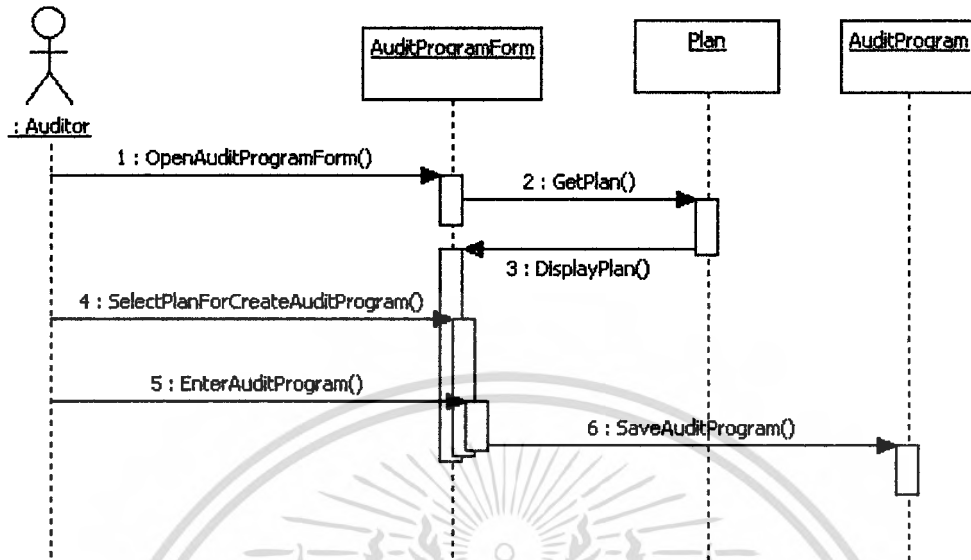 AuditProgramForm
Plan
AuditProgram
: Auditor
1 : OpenAuditProgramForm()
2 : GetPlan()
3 : DisplayPlan()
4 : SelectPlanForCreateAuditProgram()
5 : EnterAuditProgram()
6 : SaveAuditProgram()